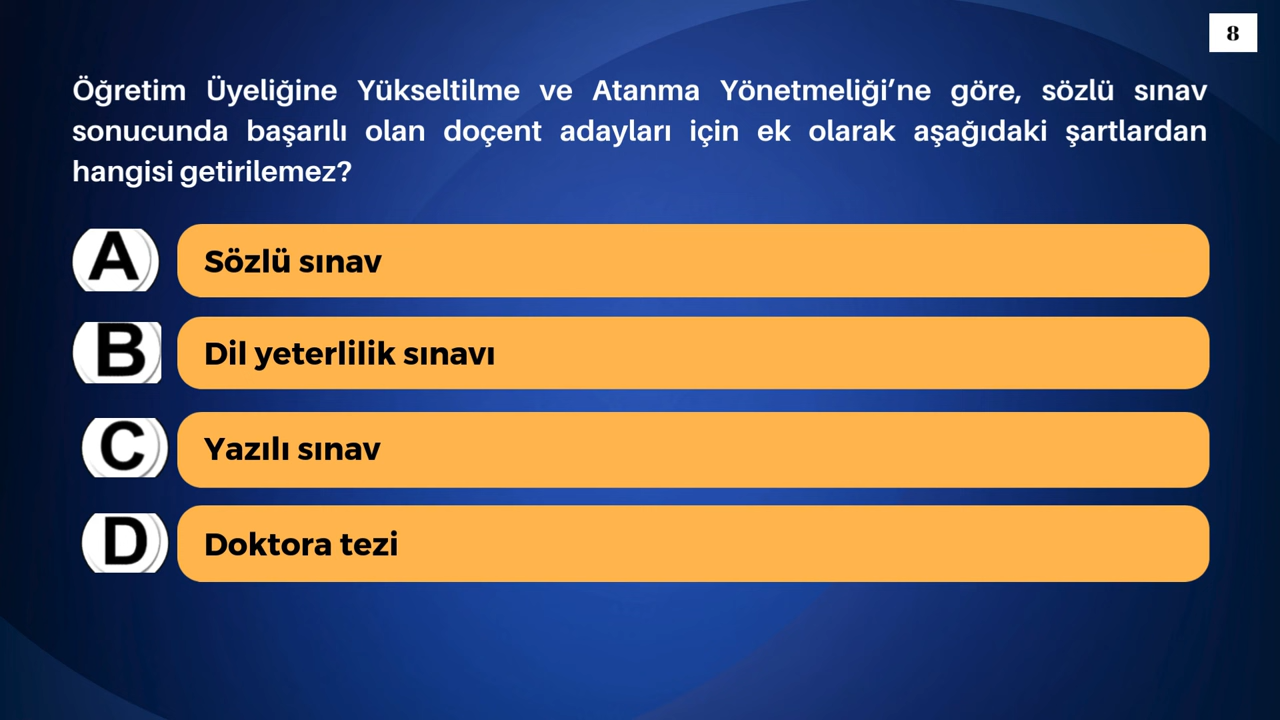 8
Öğretim Üyeliğine Yükseltilme ve Atanma Yönetmeliği’ne göre, sözlü sınav
sonucunda başarılı olan doçent adayları için ek olarak aşağıdaki şartlardan
hangisi getirilemez?
A Sözlü sınav
B Dil yeterlilik sınavı
C Yazılı sınav
D Doktora tezi